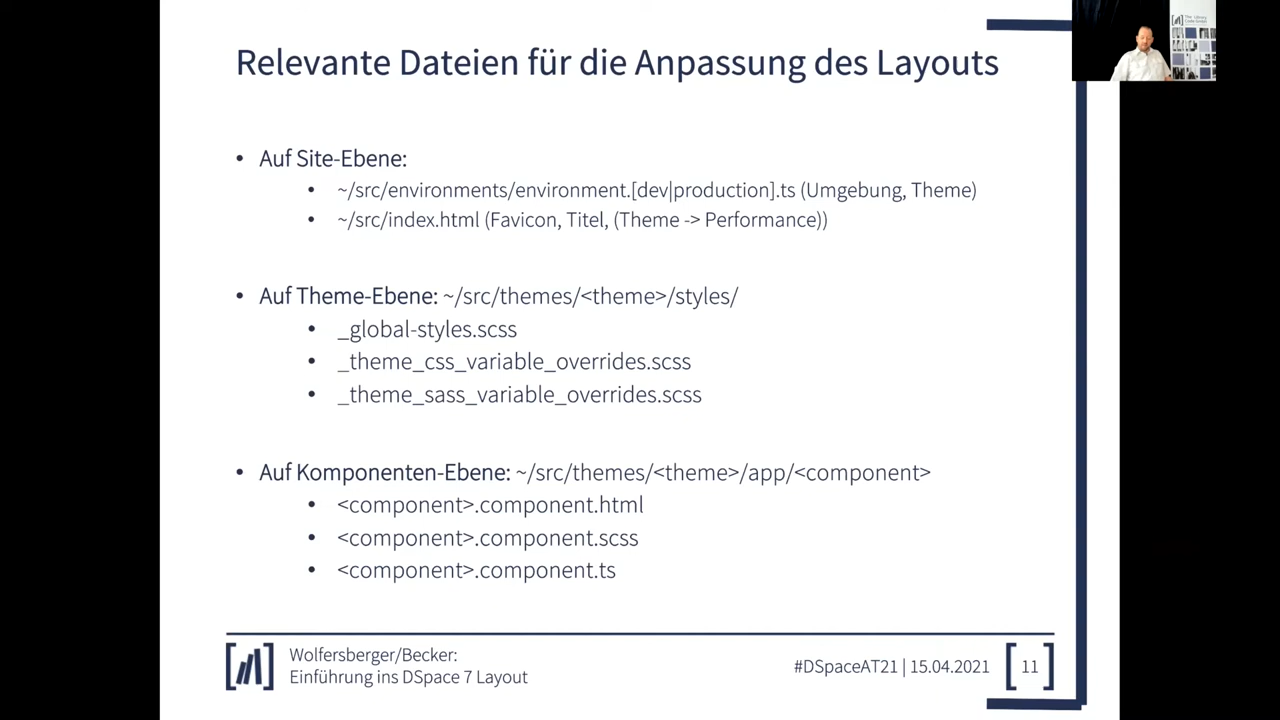 Relevante Dateien für die Anpassung des Layouts
• Auf Site-Ebene:
• ~/src/environments/environment.[dev|production].ts (Umgebung, Theme)
• ~/src/index.html (Favicon, Titel, (Theme -> Performance))
• Auf Theme-Ebene: ~/src/themes/<theme>/styles/
• _global-styles.scss
• _theme_css_variable_overrides.scss
• _theme_sass_variable_overrides.scss
• Auf Komponenten-Ebene: ~/src/themes/<theme>/app/<component>
• <component>.component.html
• <component>.component.scss
• <component>.component.ts
Wolfersberger/Becker:
Einführung ins DSpace 7 Layout
#DSpaceAT21 | 15.04.2021
11